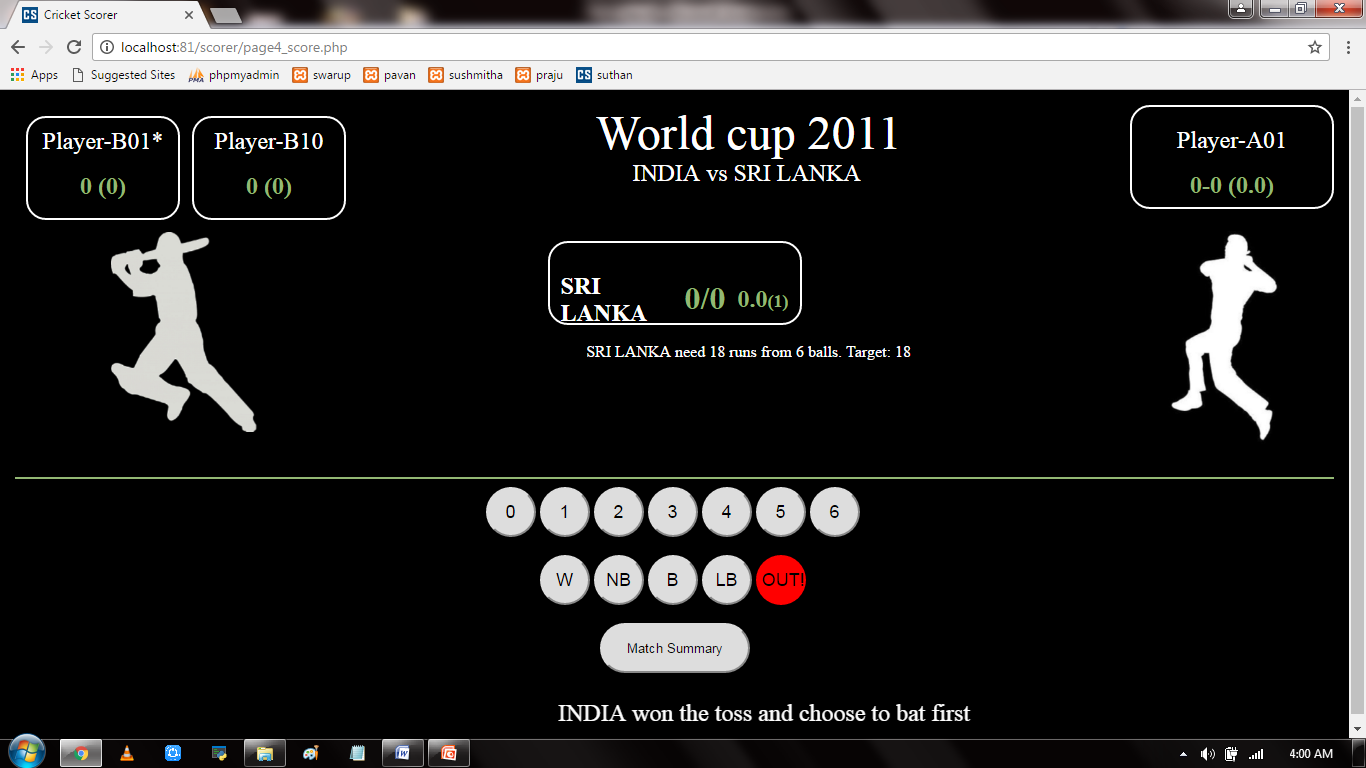 CS Cricket Scorer
localhost:81/scorer/page4_score.php
Apps Suggested Sites PMA phpmyadmin swarup pavan sushmitha praju CS suthan
Player-B01* Player-B10 World cup 2011 Player-A01
INDIA vs SRI LANKA
0 (0) 0 (0) 0-0 (0.0)
SRI
LANKA 0/0 0.0(1)
SRI LANKA need 18 runs from 6 balls. Target: 18
0 1 2 3 4 5 6
W NB B LB OUT!
Match Summary
INDIA won the toss and choose to bat first
4:00 AM